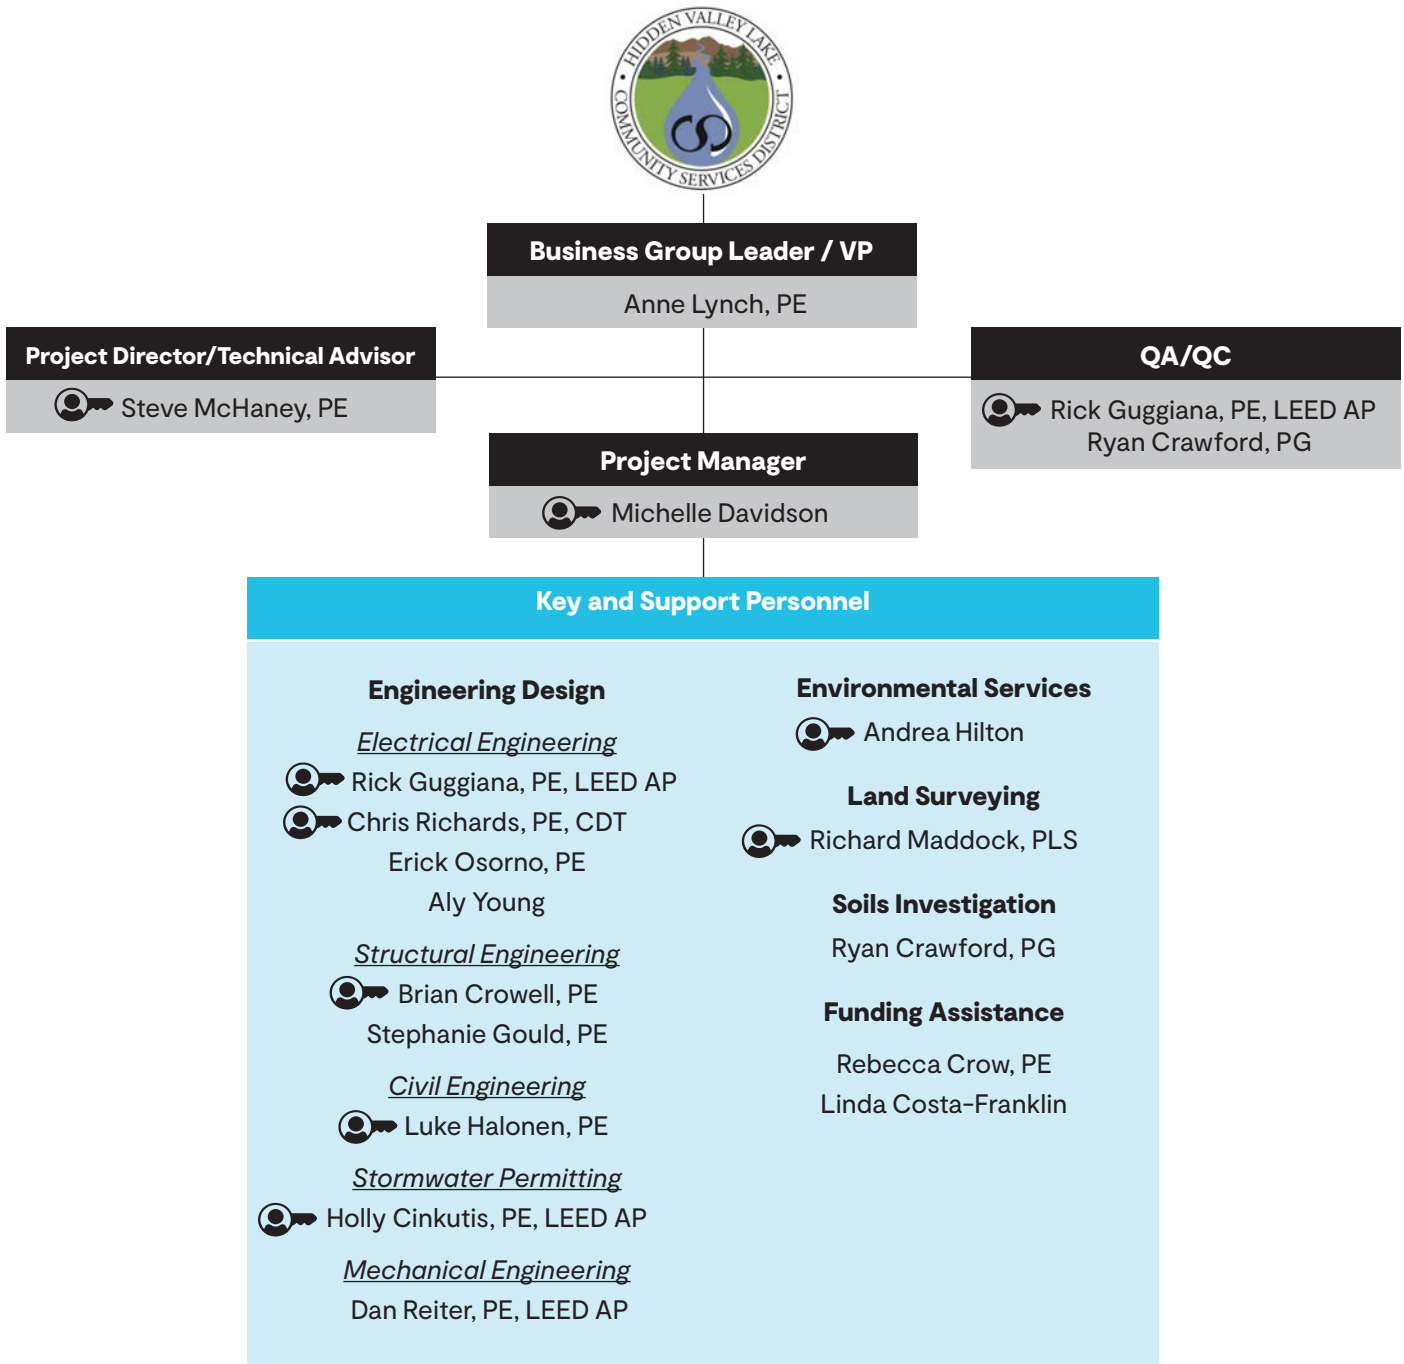 HIDDEN VALLEY LAKE
COMMUNITY SERVICES DISTRICT
Business Group Leader / VP
Anne Lynch, PE
Project Director/Technical Advisor
Steve McHaney, PE
QA/QC
Rick Guggiana, PE, LEED AP
Ryan Crawford, PG
Project Manager
Michelle Davidson
Key and Support Personnel
Engineering Design
Electrical Engineering
Rick Guggiana, PE, LEED AP
Chris Richards, PE, CDT
Erick Osorno, PE
Aly Young
Structural Engineering
Brian Crowell, PE
Stephanie Gould, PE
Civil Engineering
Luke Halonen, PE
Stormwater Permitting
Holly Cinkutis, PE, LEED AP
Mechanical Engineering
Dan Reiter, PE, LEED AP
Environmental Services
Andrea Hilton
Land Surveying
Richard Maddock, PLS
Soils Investigation
Ryan Crawford, PG
Funding Assistance
Rebecca Crow, PE
Linda Costa-Franklin